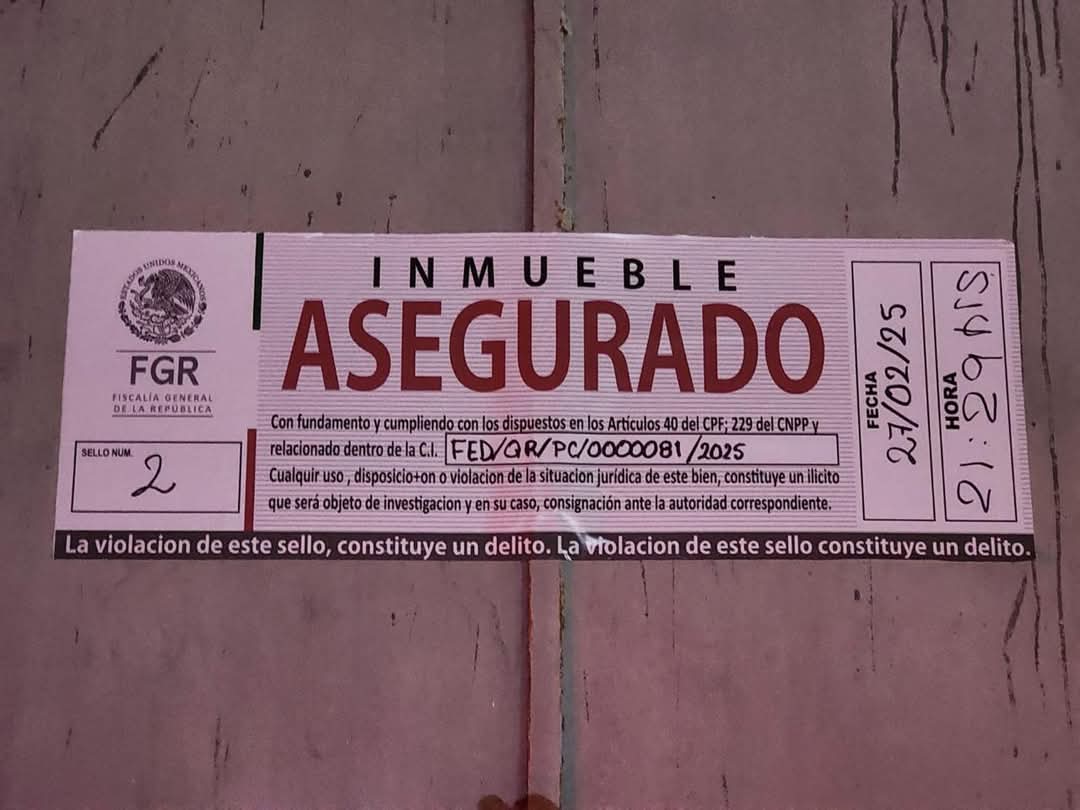 ESTADOS UNIDOS MEXICANOS
FGR
FISCALÍA GENERAL
DE LA REPÚBLICA
SELLO NUM.
2
INMUEBLE
ASEGURADO
Con fundamento y cumpliendo con los dispuestos en los Artículos 40 del CPF; 229 del CNPP y
relacionado dentro de la C.I. FED/QR/PC/0000081/2025
Cualquier uso, disposicio+on o violacion de la situacion jurídica de este bien, constituye un ilicito
que será objeto de investigacion y en su caso, consignación ante la autoridad correspondiente.
FECHA
27/02/25
HORA
21:29 hrs.
La violacion de este sello, constituye un delito. La violacion de este sello constituye un delito.